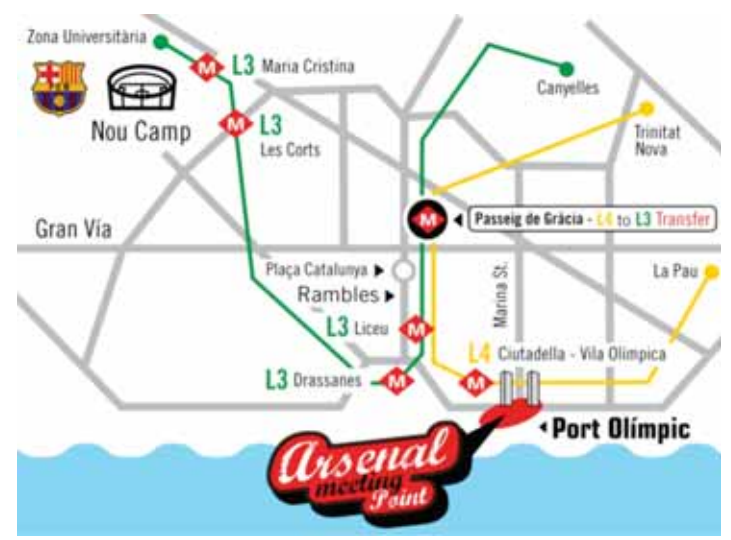 Zona Universitària
M
L3 Maria Cristina
Nou Camp
M
L3
Les Corts
Canyelles
Trinitat
Nova
M
Passeig de Gràcia - L4 to L3 Transfer
Gran Vía
Plaça Catalunya
Rambles
Marina St.
La Pau
L3 Liceu
M
L4 Ciutadella - Vila Olímpica
M
L3 Drassanes
M
Port Olímpic
Arsenal
meeting
Point